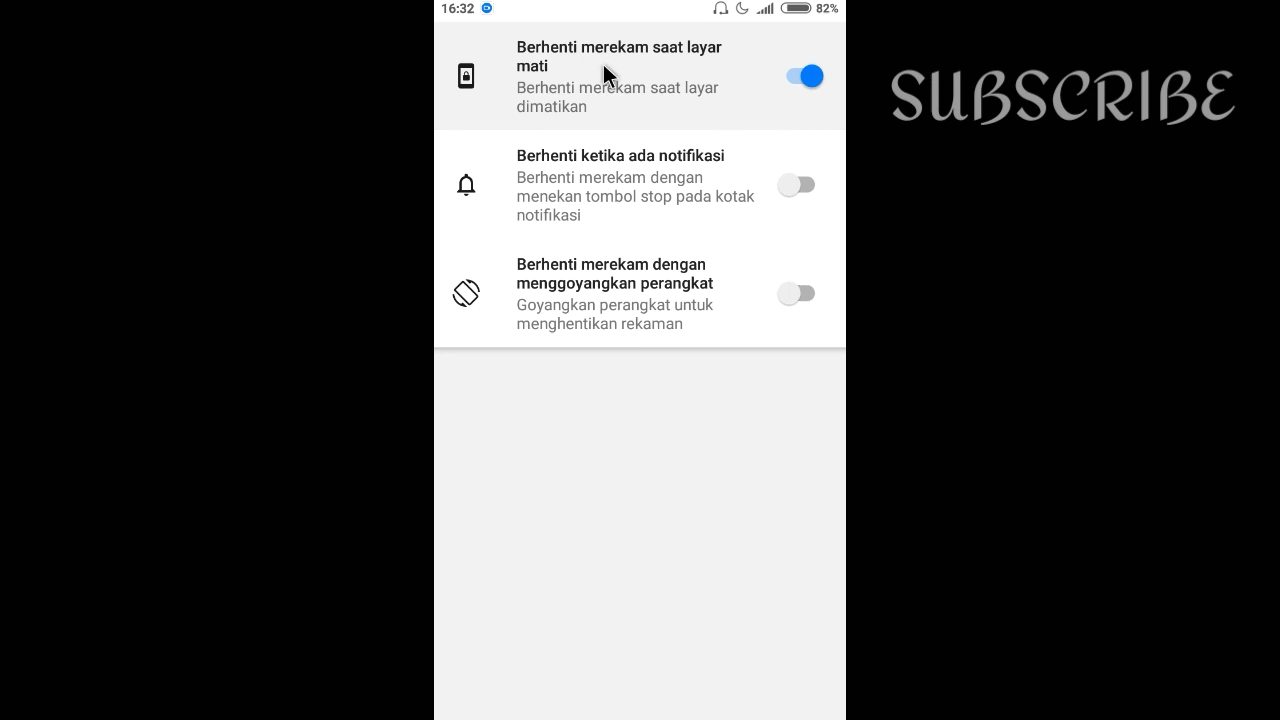 16:32
82%
SUBSCRIBE
Berhenti merekam saat layar
mati
Berhenti merekam saat layar
dimatikan
Berhenti ketika ada notifikasi
Berhenti merekam dengan
menekan tombol stop pada kotak
notifikasi
Berhenti merekam dengan
menggoyangkan perangkat
Goyangkan perangkat untuk
menghentikan rekaman